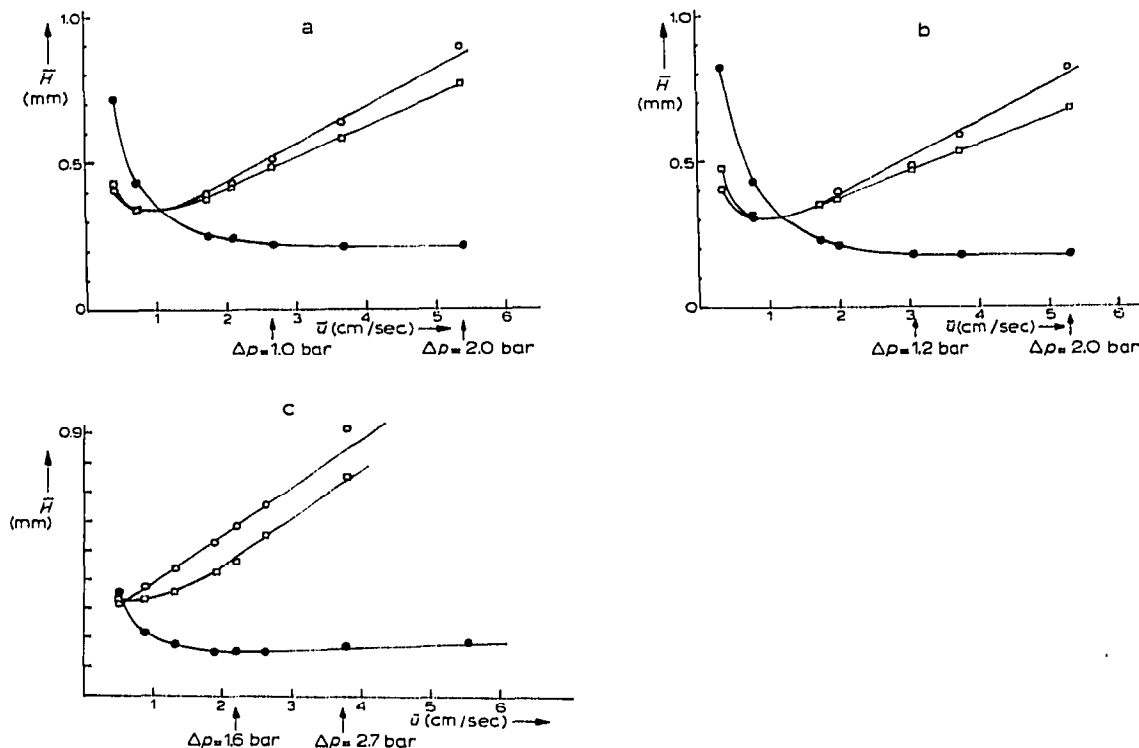 a
1.0
H̄
(mm)
0.5
0
1 2 3 4 5 6
ū (cm/sec)
Δp=1.0 bar
Δp=2.0 bar
b
1.0
H̄
(mm)
0.5
0
1 2 3 4 5 6
ū (cm/sec)
Δp=1.2 bar
Δp=2.0 bar
c
0.9
H̄
(mm)
1 2 3 4 5 6
ū (cm/sec)
Δp=1.6 bar
Δp=2.7 bar